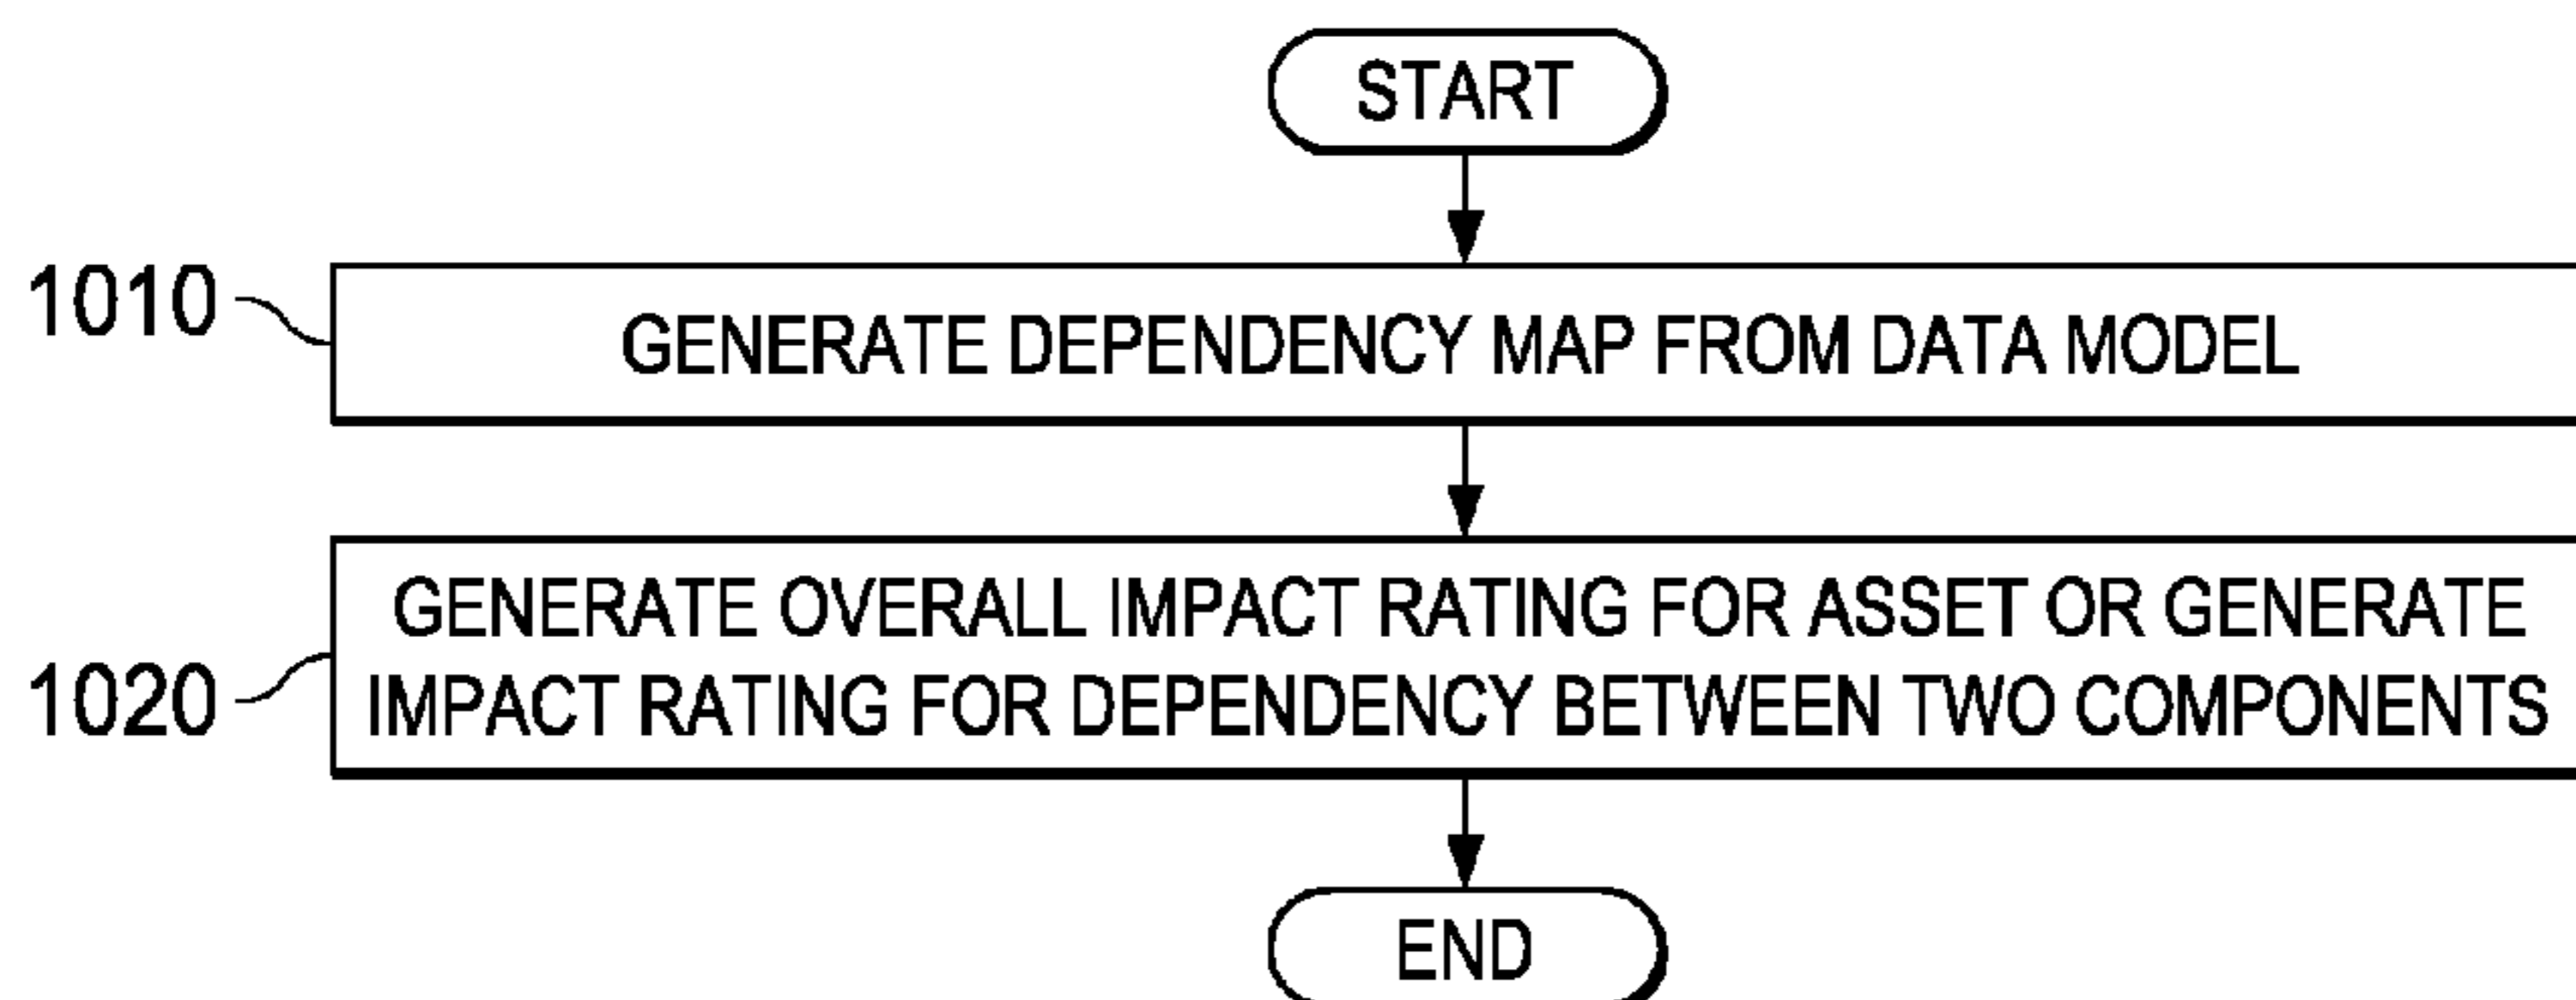 START
1010
GENERATE DEPENDENCY MAP FROM DATA MODEL
GENERATE OVERALL IMPACT RATING FOR ASSET OR GENERATE
IMPACT RATING FOR DEPENDENCY BETWEEN TWO COMPONENTS
1020
END